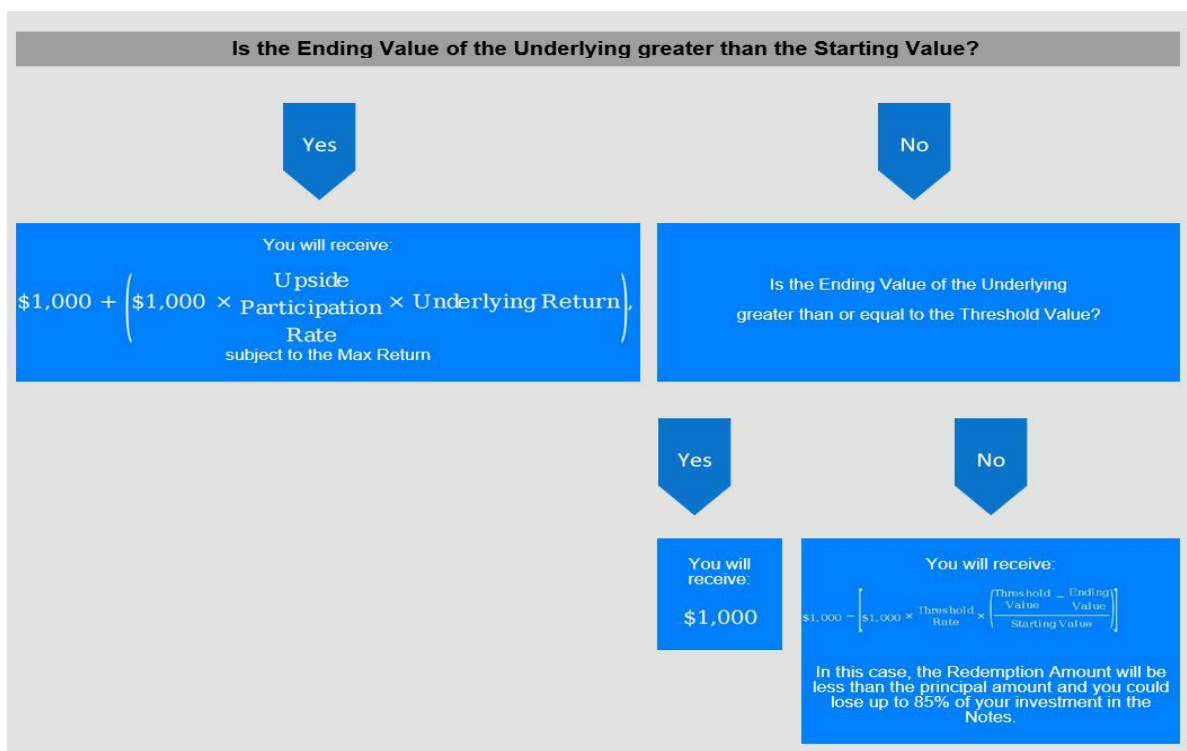 Is the Ending Value of the Underlying greater than the Starting Value?
Yes
No
You will receive:
$1,000 + ($1,000 × Upside Participation Rate × Underlying Return),
subject to the Max Return
Is the Ending Value of the Underlying
greater than or equal to the Threshold Value?
Yes
No
You will
receive:
$1,000
You will receive:
$1,000 − [$1,000 × Threshold Rate × ((Threshold Value − Ending Value) / Starting Value)]
In this case, the Redemption Amount will be
less than the principal amount and you could
lose up to 85% of your investment in the
Notes.